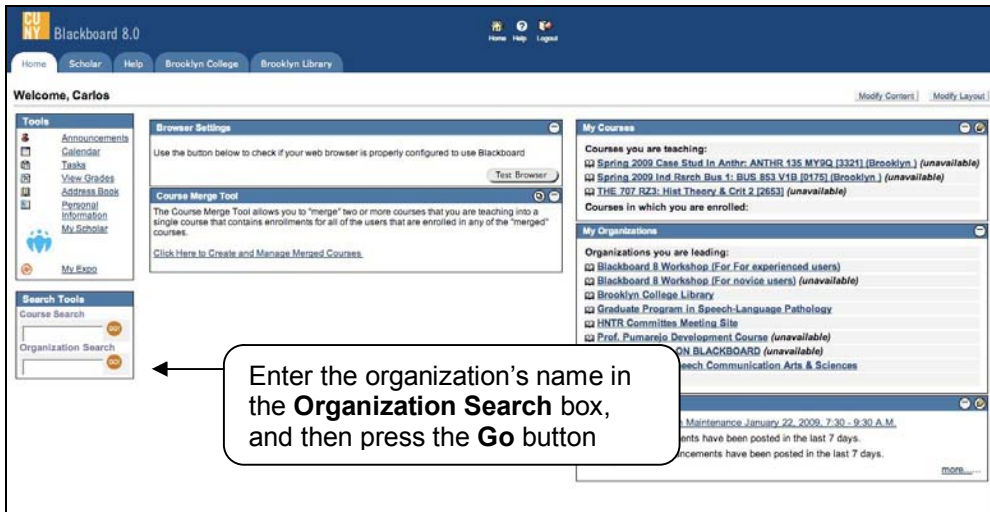 CU
NY Blackboard 8.0
Home Help Logout
Home Scholar Help Brooklyn College Brooklyn Library
Welcome, Carlos
Modify Content Modify Layout
Tools
Announcements
Calendar
Tasks
View Grades
Address Book
Personal
Information
My Scholar
My Expo
Search Tools
Course Search
GO!
Organization Search
GO!
Browser Settings
Use the button below to check if your web browser is properly configured to use Blackboard
Test Browser
Course Merge Tool
The Course Merge Tool allows you to "merge" two or more courses that you are teaching into a
single course that contains enrollments for all of the users that are enrolled in any of the "merged"
courses.
Click Here to Create and Manage Merged Courses.
My Courses
Courses you are teaching:
Spring 2009 Case Stud In Anthr: ANTHR 135 MY9Q [3321] (Brooklyn ) (unavailable)
Spring 2009 Ind Rsrch Bus 1: BUS 853 V1B [0175] (Brooklyn ) (unavailable)
THE 707 RZ3: Hist Theory & Crit 2 [2653] (unavailable)
Courses in which you are enrolled:
My Organizations
Organizations you are leading:
Blackboard 8 Workshop (For For experienced users)
Blackboard 8 Workshop (For novice users) (unavailable)
Brooklyn College Library
Graduate Program in Speech-Language Pathology
HNTR Committes Meeting Site
Prof. Pumarejo Development Course (unavailable)
ON BLACKBOARD (unavailable)
eech Communication Arts & Sciences
Maintenance January 22, 2009, 7:30 - 9:30 A.M.
ents have been posted in the last 7 days.
ncements have been posted in the last 7 days.
more......
Enter the organization’s name in
the Organization Search box,
and then press the Go button